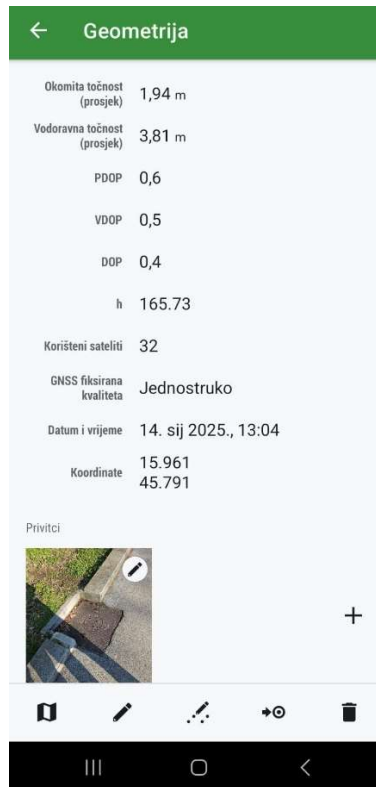 Geometrija
Okomita točnost
(prosjek)
1,94 m
Vodoravna točnost
(prosjek)
3,81 m
PDOP 0,6
VDOP 0,5
DOP 0,4
h 165.73
Korišteni sateliti 32
GNSS fiksirana
kvaliteta
Jednostruko
Datum i vrijeme 14. sij 2025., 13:04
Koordinate
15.961
45.791
Privitci